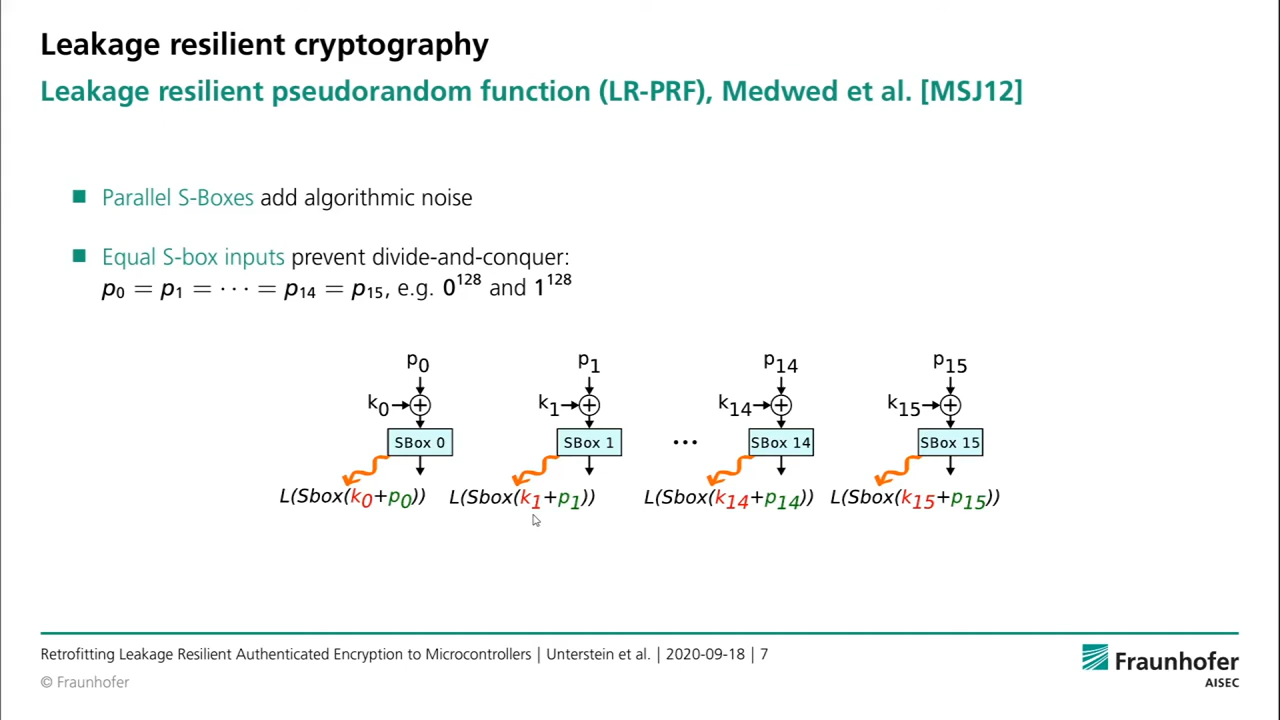 Leakage resilient cryptography
Leakage resilient pseudorandom function (LR-PRF), Medwed et al. [MSJ12]
Parallel S-Boxes add algorithmic noise
Equal S-box inputs prevent divide-and-conquer:
p₀ = p₁ = ⋯ = p₁₄ = p₁₅, e.g. 0¹²⁸ and 1¹²⁸
p₀ p₁ p₁₄ p₁₅
k₀ k₁ k₁₄ k₁₅
SBox 0 SBox 1 ... SBox 14 SBox 15
L(Sbox(k₀+p₀)) L(Sbox(k₁+p₁)) L(Sbox(k₁₄+p₁₄)) L(Sbox(k₁₅+p₁₅))
Retrofitting Leakage Resilient Authenticated Encryption to Microcontrollers | Unterstein et al. | 2020-09-18 | 7
© Fraunhofer
Fraunhofer
AISEC